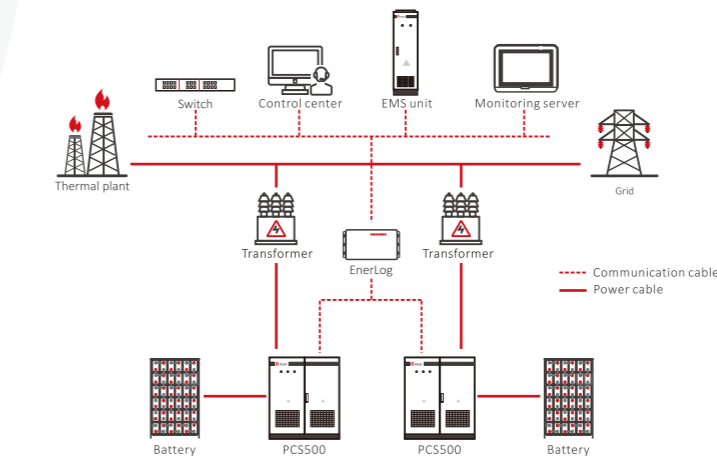 Switch
Control center
EMS unit
Monitoring server
Thermal plant
Grid
Transformer
EnerLog
Transformer
Communication cable
Power cable
Battery
PCS500
PCS500
Battery